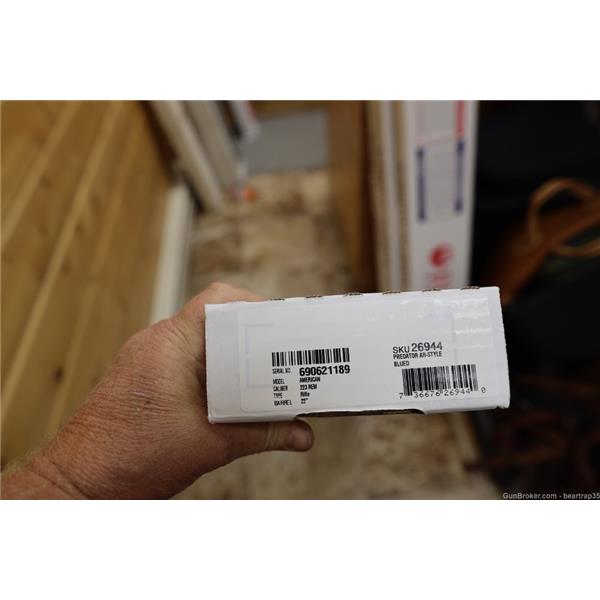 SERIAL NO. 690621189
MODEL AMERICAN
CALIBER 223 REM
TYPE Rifle
BARREL 22"
SKU 26944
PREDATOR AR-STYLE
BLUED
7 36676 26944 0
GunBroker.com - beartrap35